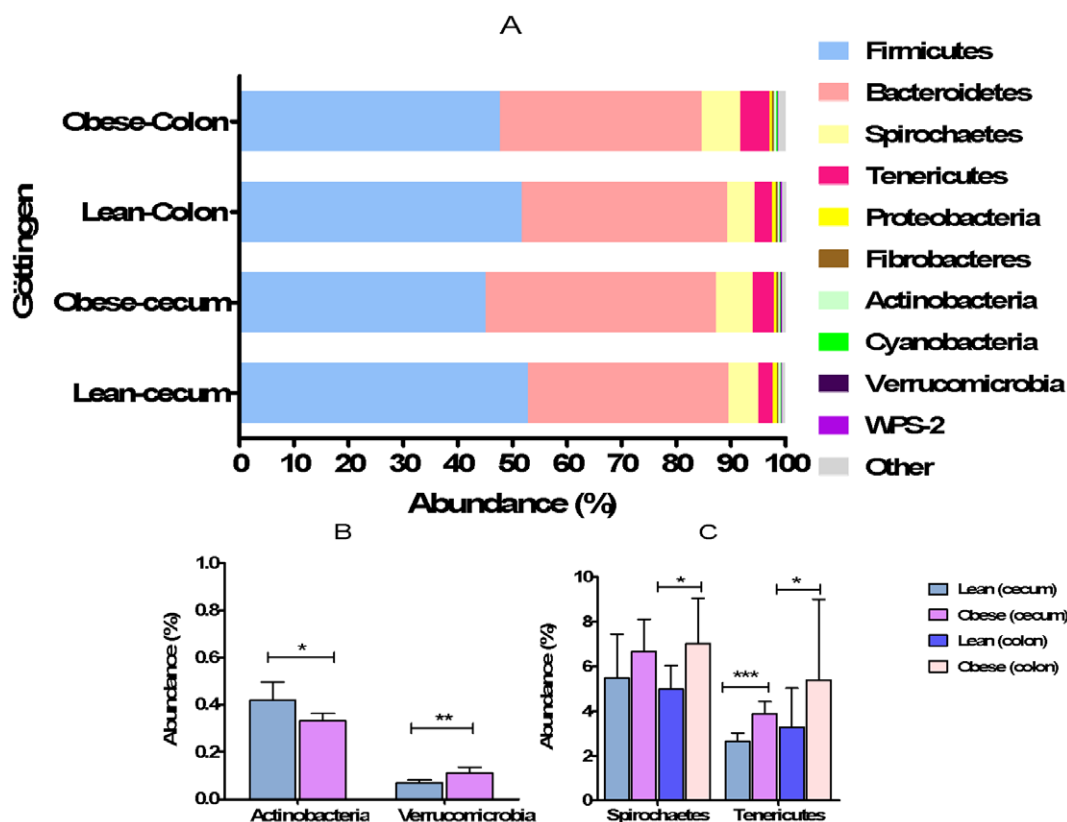 A
Firmicutes
Bacteroidetes
Spirochaetes
Tenericutes
Proteobacteria
Fibrobacteres
Actinobacteria
Cyanobacteria
Verrucomicrobia
WPS-2
Other
Göttingen
Obese-Colon
Lean-Colon
Obese-cecum
Lean-cecum
0 10 20 30 40 50 60 70 80 90 100
Abundance (%)
B
Abundance (%)
1.0
0.8
0.6
0.4
0.2
0.0
*
**
Actinobacteria Verrucomicrobia
C
Abundance (%)
10
8
6
4
2
0
*
*
***
Spirochaetes Tenericutes
Lean (cecum)
Obese (cecum)
Lean (colon)
Obese (colon)